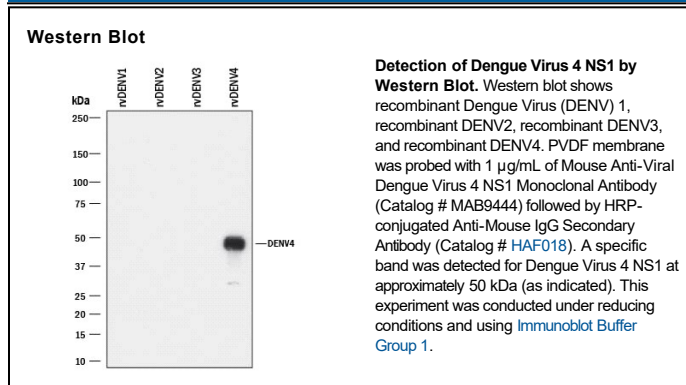 Western Blot
rvDENV1
rvDENV2
rvDENV3
rvDENV4
kDa
250
150
100
75
50
37
25
20
15
10
DENV4
Detection of Dengue Virus 4 NS1 by
Western Blot. Western blot shows
recombinant Dengue Virus (DENV) 1,
recombinant DENV2, recombinant DENV3,
and recombinant DENV4. PVDF membrane
was probed with 1 µg/mL of Mouse Anti-Viral
Dengue Virus 4 NS1 Monoclonal Antibody
(Catalog # MAB9444) followed by HRP-
conjugated Anti-Mouse IgG Secondary
Antibody (Catalog # HAF018). A specific
band was detected for Dengue Virus 4 NS1 at
approximately 50 kDa (as indicated). This
experiment was conducted under reducing
conditions and using Immunoblot Buffer
Group 1.